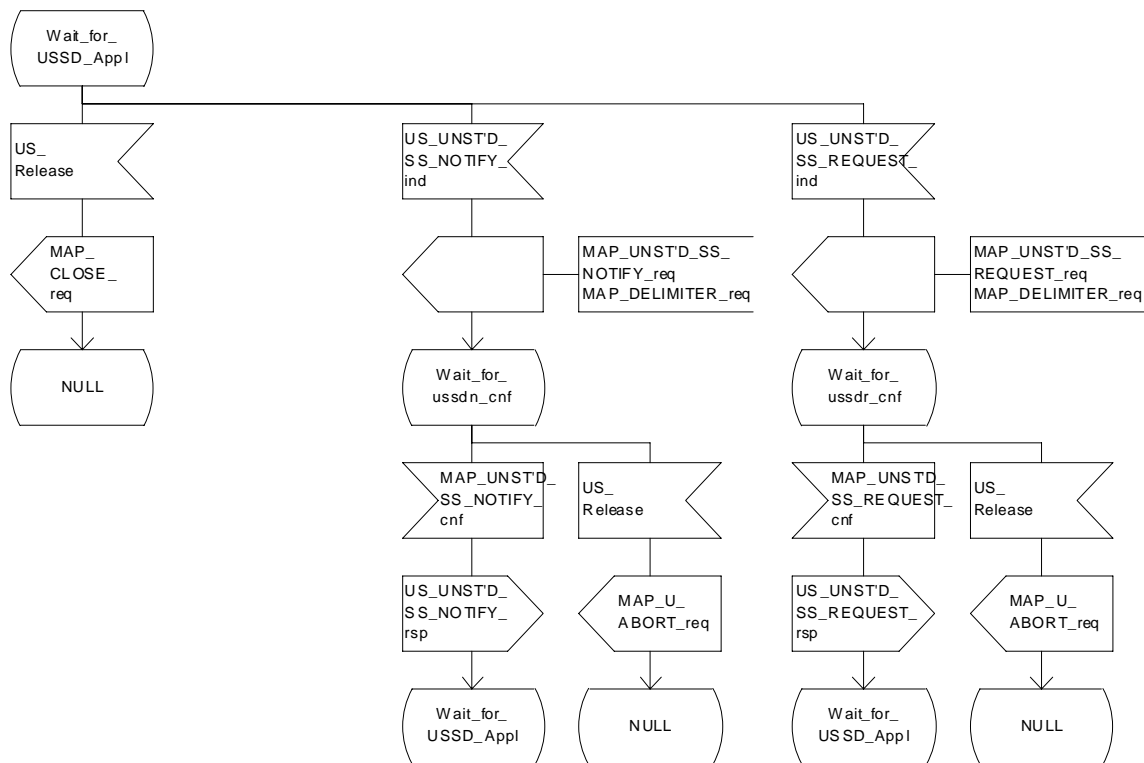 Wait_for_
USSD_Appl
US_
Release
US_UNST'D_
SS_NOTIFY_
ind
US_UNST'D_
SS_REQUEST_
ind
MAP_
CLOSE_
req
MAP_UNST'D_SS_
NOTIFY_req
MAP_DELIMITER_req
MAP_UNST'D_SS_
REQUEST_req
MAP_DELIMITER_req
NULL
Wait_for_
ussdn_cnf
Wait_for_
ussdr_cnf
MAP_UNST'D_
SS_NOTIFY_
cnf
US_
Release
MAP_UNST'D_
SS_REQUEST_
cnf
US_
Release
US_UNST'D_
SS_NOTIFY_
rsp
MAP_U_
ABORT_req
US_UNST'D_
SS_REQUEST_
rsp
MAP_U_
ABORT_req
Wait_for_
USSD_Appl
NULL
Wait_for_
USSD_Appl
NULL